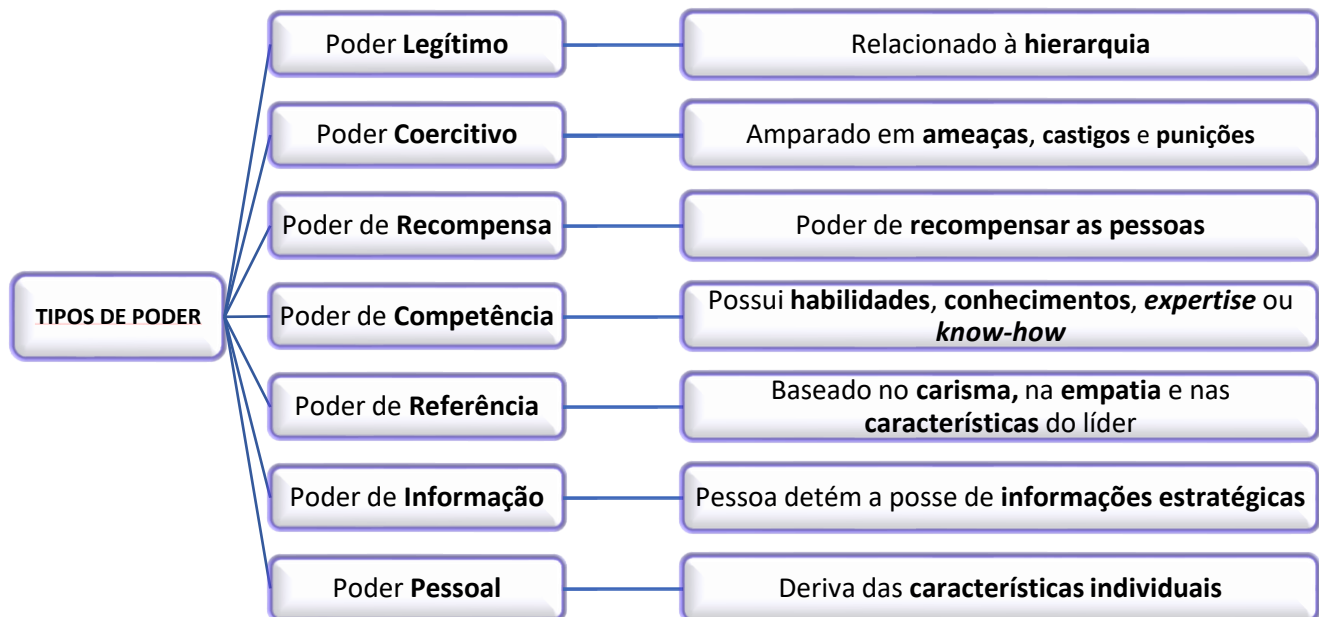 Poder Legítimo
Relacionado à hierarquia
Poder Coercitivo
Amparado em ameaças, castigos e punições
Poder de Recompensa
Poder de recompensar as pessoas
TIPOS DE PODER
Poder de Competência
Possui habilidades, conhecimentos, expertise ou
know-how
Poder de Referência
Baseado no carisma, na empatia e nas
características do líder
Poder de Informação
Pessoa detém a posse de informações estratégicas
Poder Pessoal
Deriva das características individuais